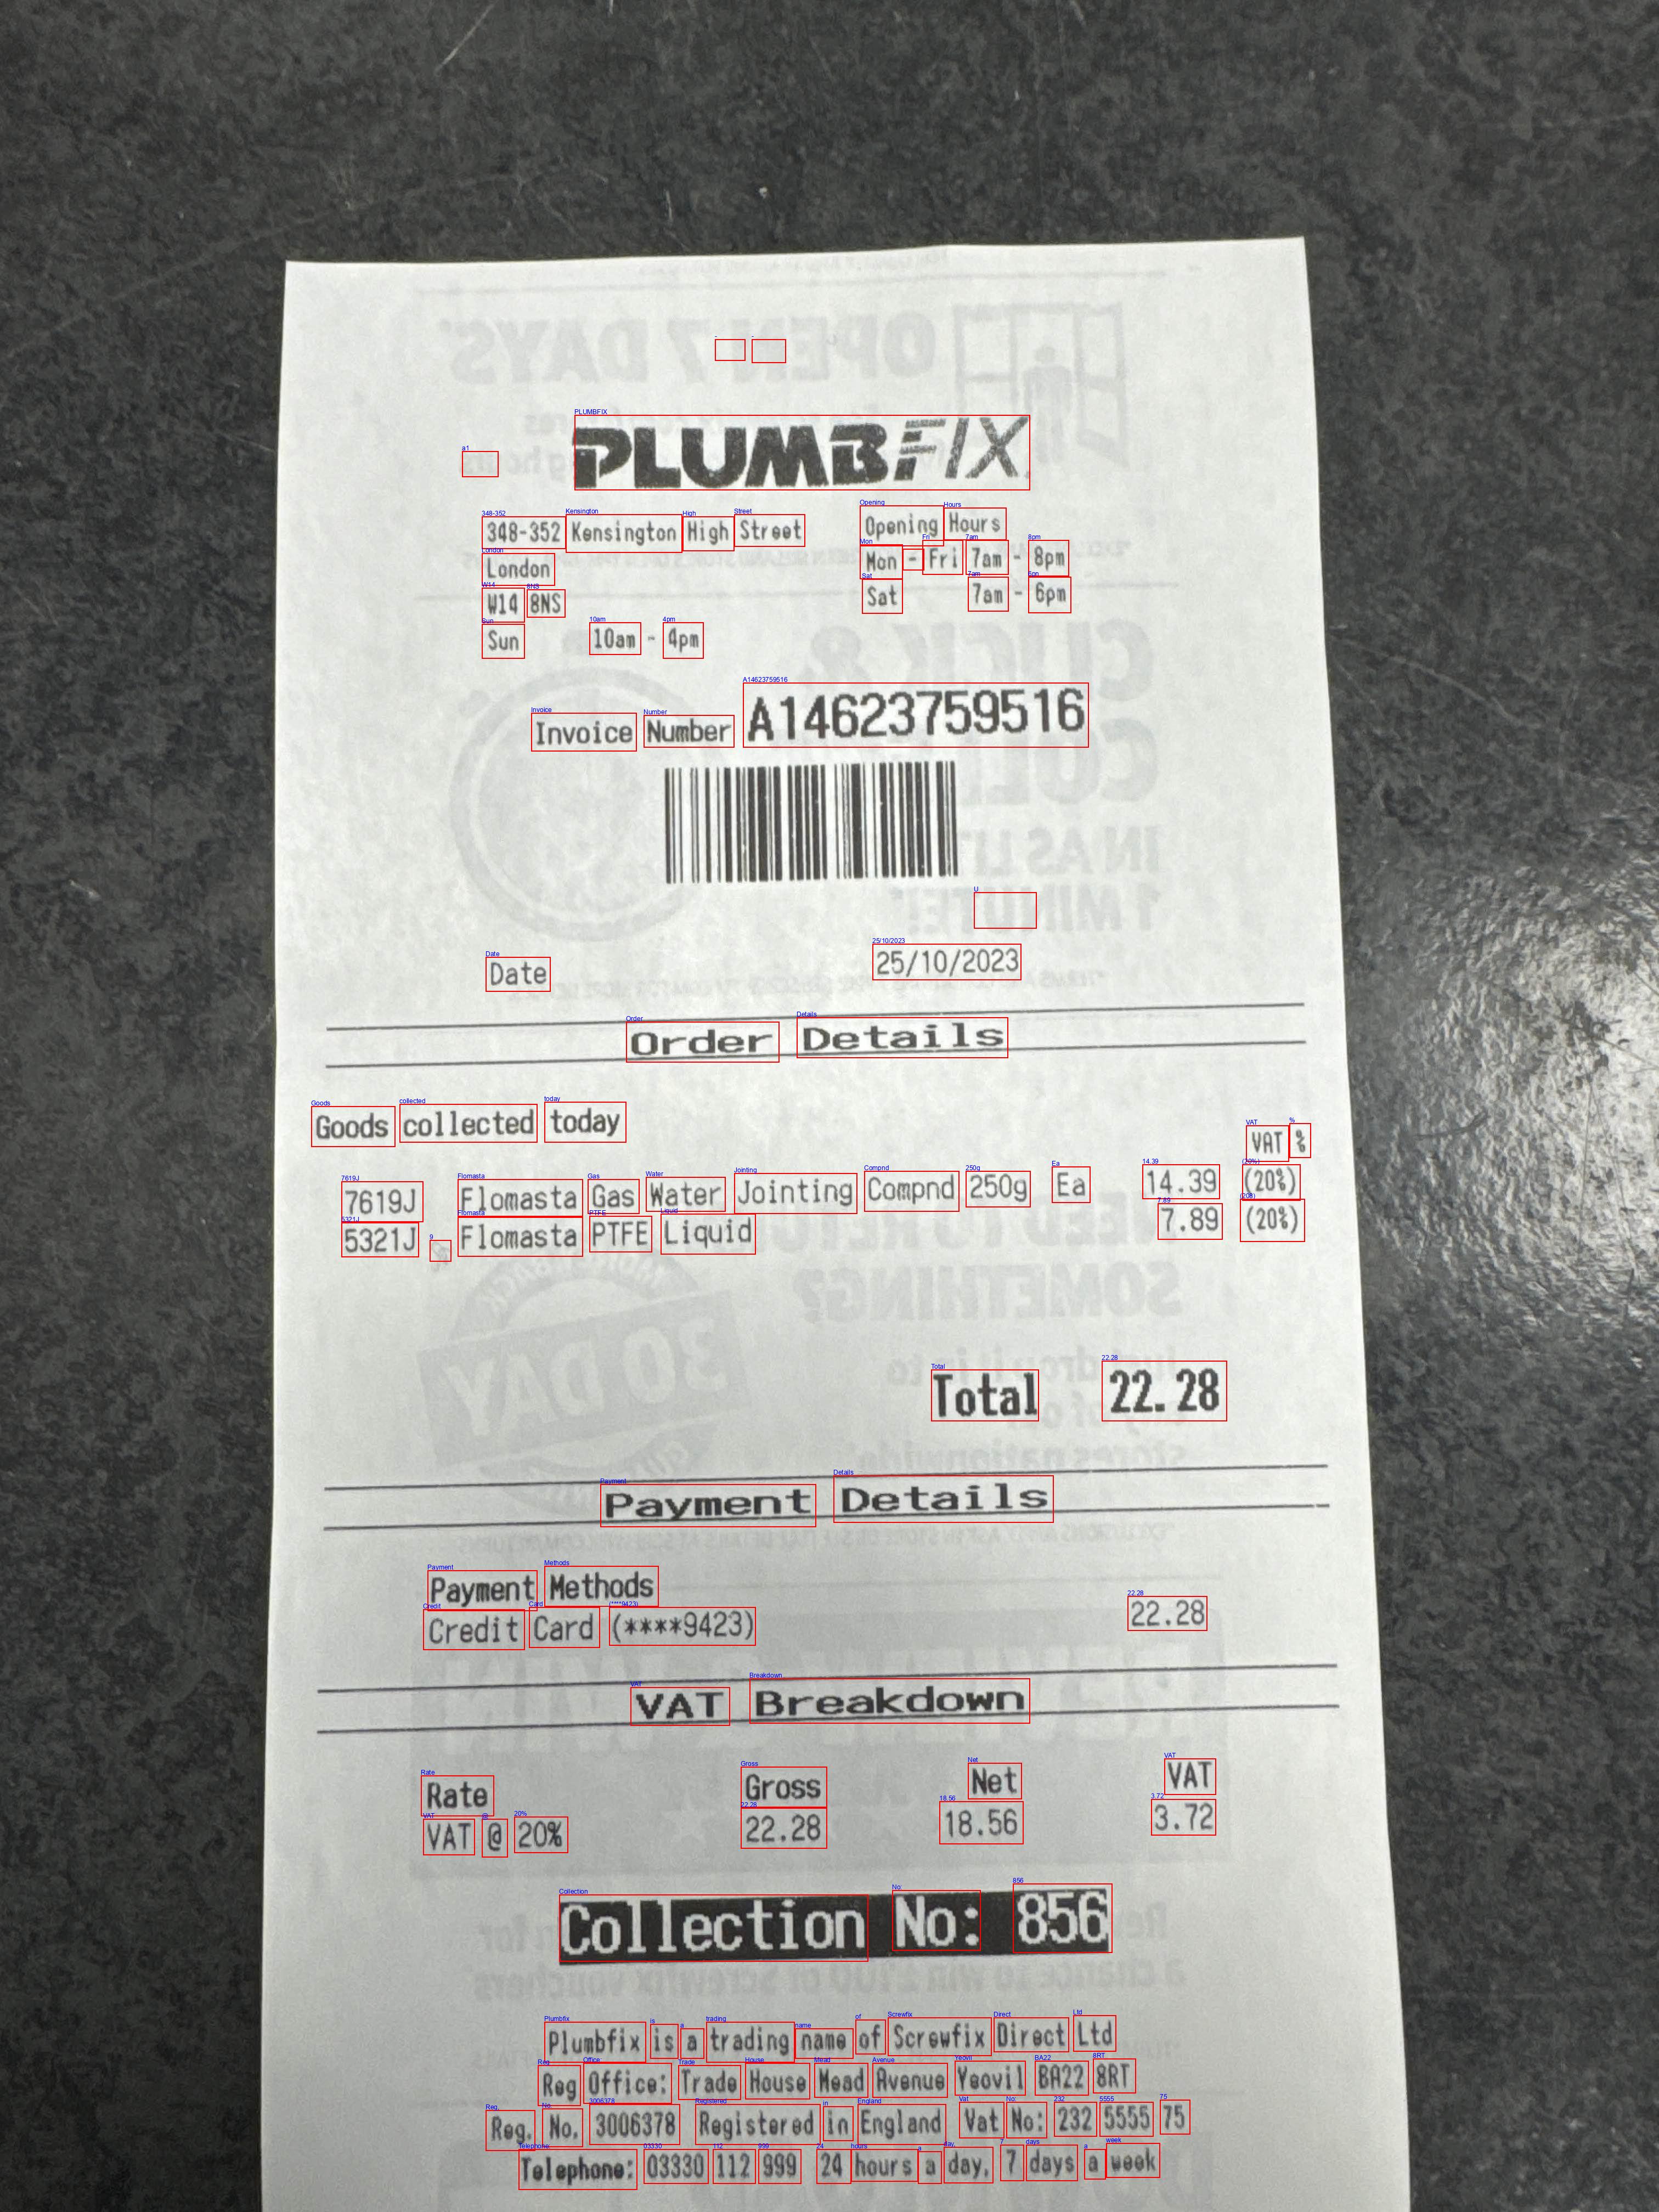 PLUMBFIX
348-352 Kensington High Street
London
W14 8NS
Opening Hours
Mon - Fri 7am - 8pm
Sat 7am - 6pm
Sun 10am - 4pm
Invoice Number A14623759516
Date 25/10/2023
Order Details
Goods collected today
VAT %
7619J Flomasta Gas Water Jointing Compnd 250g Ea 14.39 (20%)
5321J Flomasta PTFE Liquid 7.89 (20%)
Total 22.28
Payment Details
Payment Methods
Credit Card (****9423) 22.28
VAT Breakdown
Rate Gross Net VAT
VAT @ 20% 22.28 18.56 3.72
Collection No: 856
Plumbfix is a trading name of Screwfix Direct Ltd
Reg Office: Trade House Mead Avenue Yeovil BA22 8RT
Reg. No. 3006378 Registered in England Vat No: 232 5555 75
Telephone: 03330 112 999 24 hours a day, 7 days a week